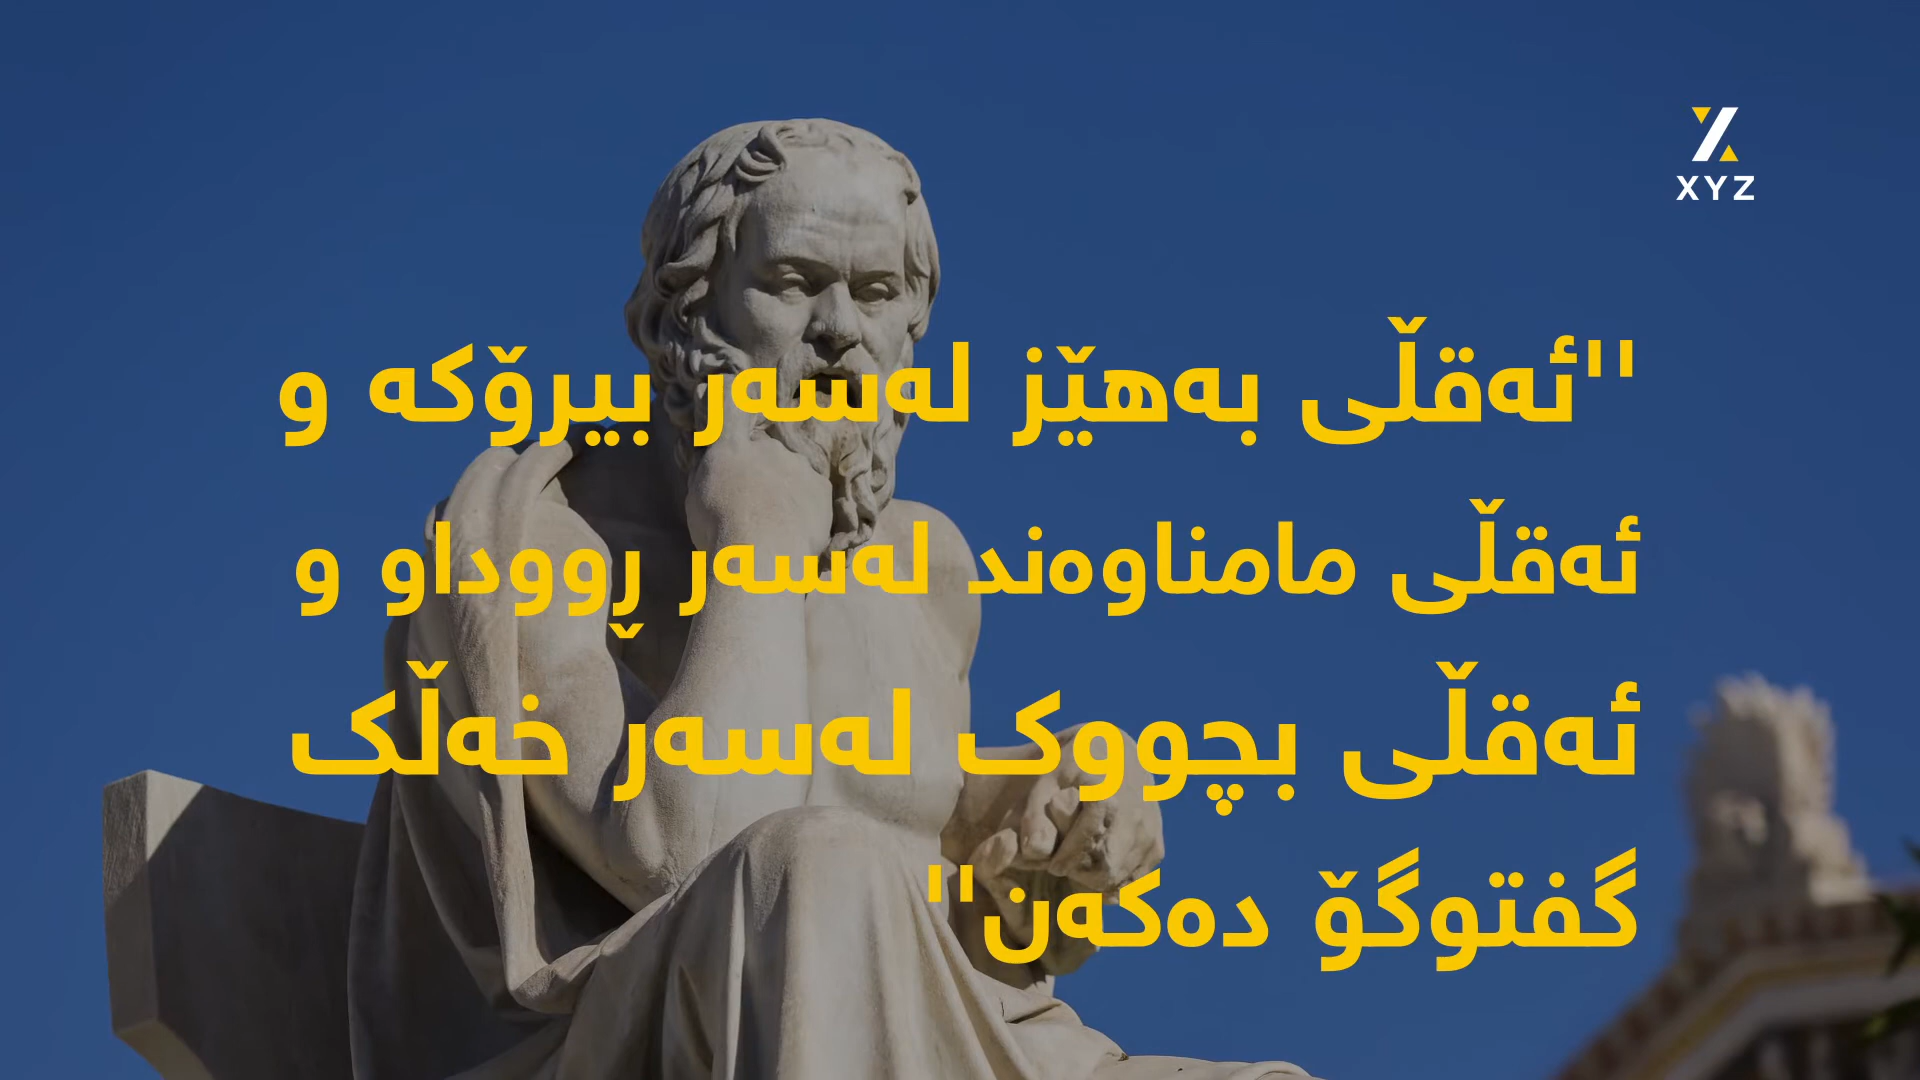 XYZ
"ئەقڵی بەهێز لەسەر بیرۆکە و
ئەقڵی مامناوەند لەسەر ڕووداو و
ئەقڵی بچووک لەسەر خەڵک
گفتوگۆ دەکەن"